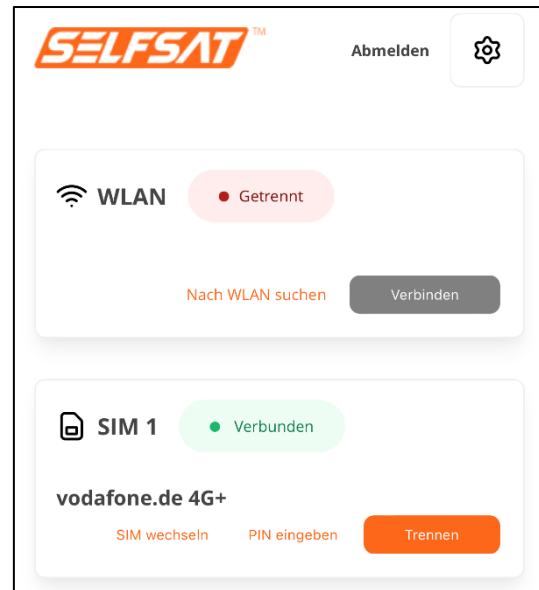 SELFSAT™
Abmelden
WLAN
Getrennt
Nach WLAN suchen
Verbinden
SIM 1
Verbunden
vodafone.de 4G+
SIM wechseln
PIN eingeben
Trennen